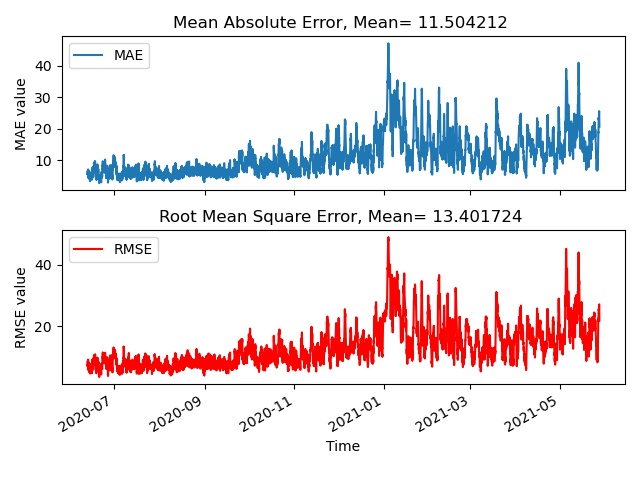 Mean Absolute Error, Mean= 11.504212
MAE
40
30
20
10
MAE value
Root Mean Square Error, Mean= 13.401724
RMSE
40
20
RMSE value
2020-07
2020-09
2020-11
2021-01
2021-03
2021-05
Time